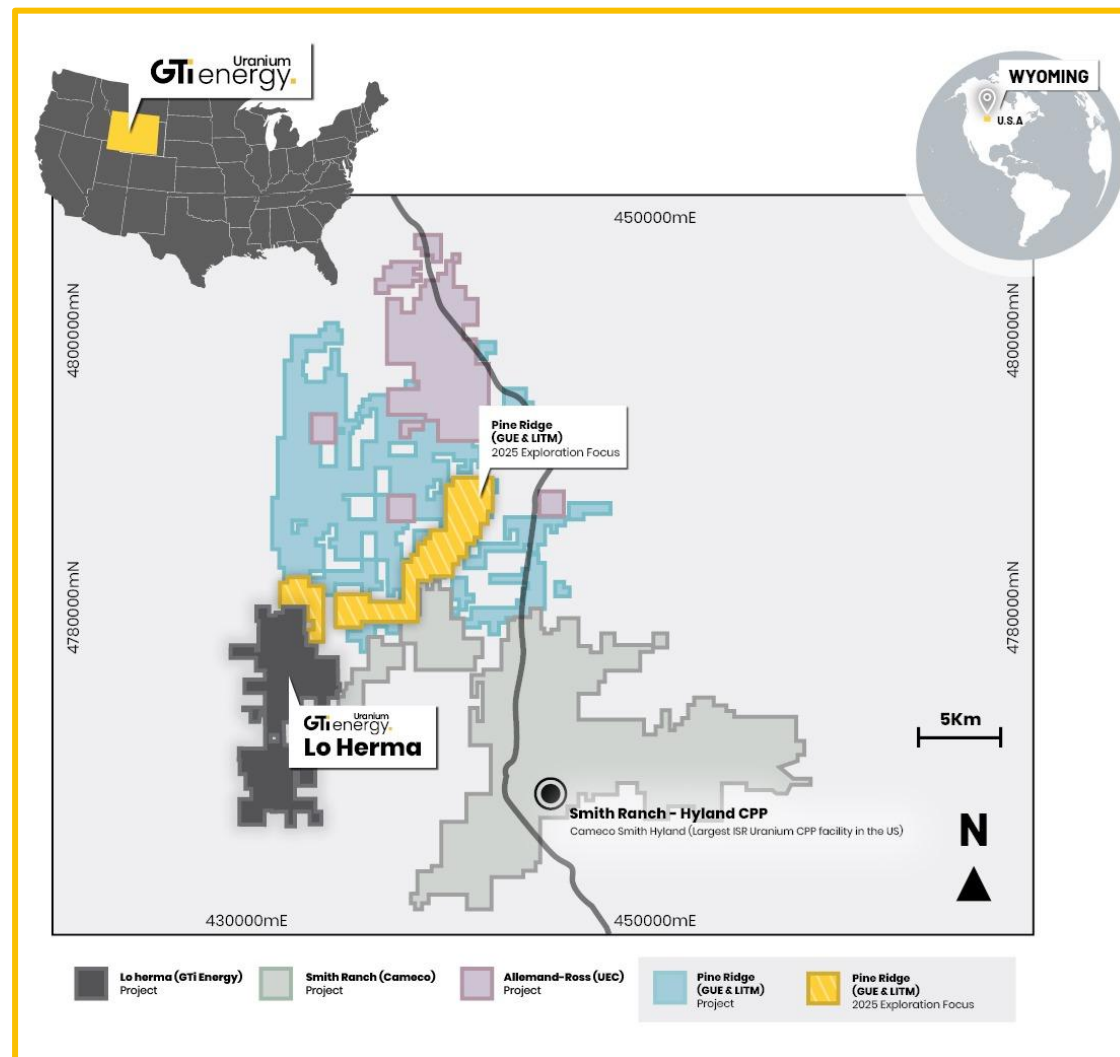 Uranium
GTi energy.
WYOMING
U.S.A
450000mE
4800000mN
4800000mN
Pine Ridge
(GUE & LITM)
2025 Exploration Focus
4780000mN
4780000mN
GTi energy.
Uranium
Lo Herma
5Km
Smith Ranch - Hyland CPP
Cameco Smith Hyland (Largest ISR Uranium CPP facility in the US)
N
430000mE
450000mE
Lo herma (GTi Energy)
Project
Smith Ranch (Cameco)
Project
Allemand-Ross (UEC)
Project
Pine Ridge
(GUE & LITM)
Project
Pine Ridge
(GUE & LITM)
2025 Exploration Focus